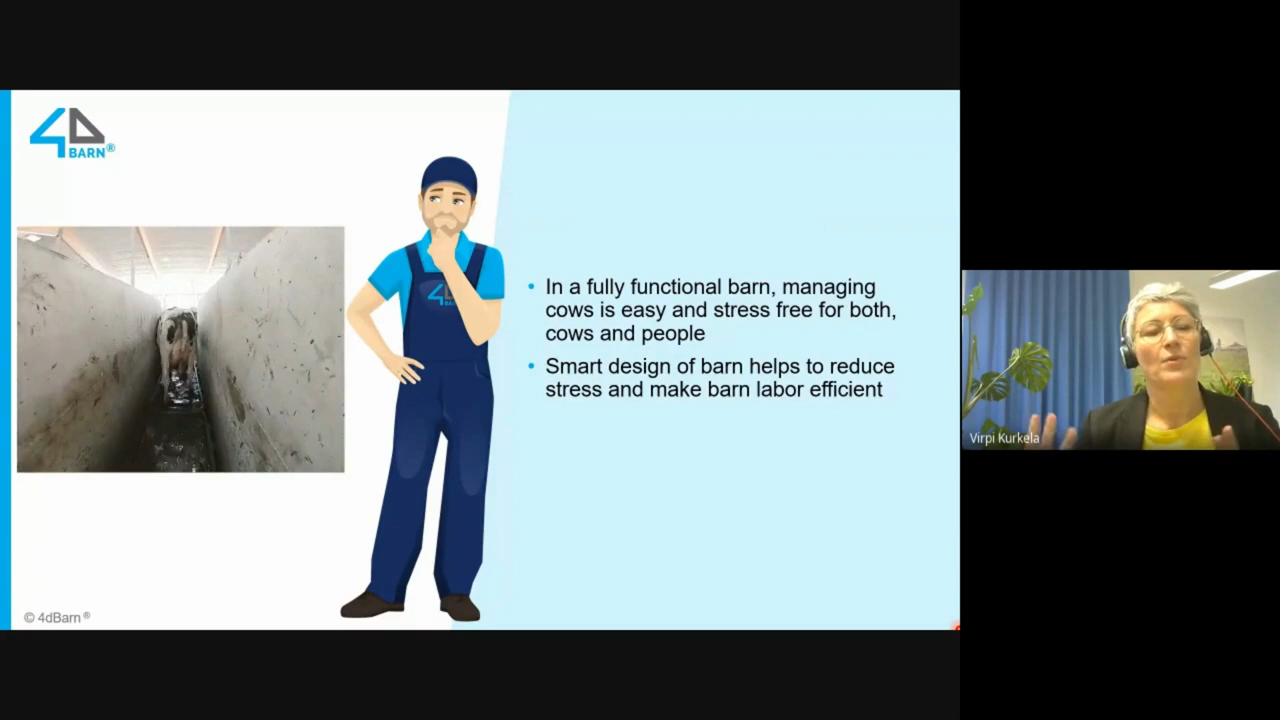 4D
BARN®
In a fully functional barn, managing
cows is easy and stress free for both,
cows and people
Smart design of barn helps to reduce
stress and make barn labor efficient
© 4dBarn®
Virpi Kurkela